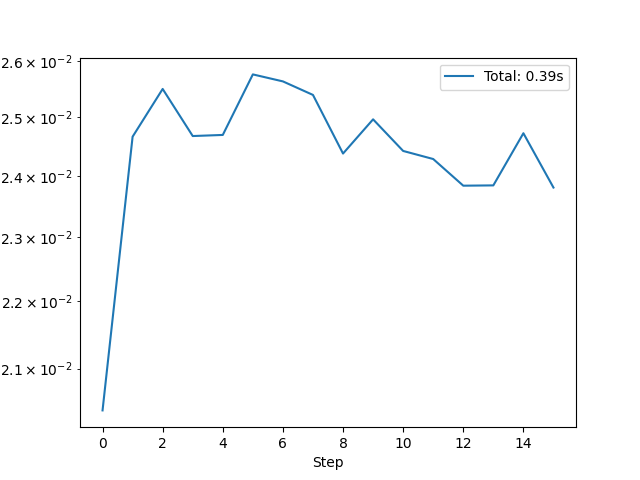 2.6 × 10⁻²
2.5 × 10⁻²
2.4 × 10⁻²
2.3 × 10⁻²
2.2 × 10⁻²
2.1 × 10⁻²
Total: 0.39s
0 2 4 6 8 10 12 14
Step